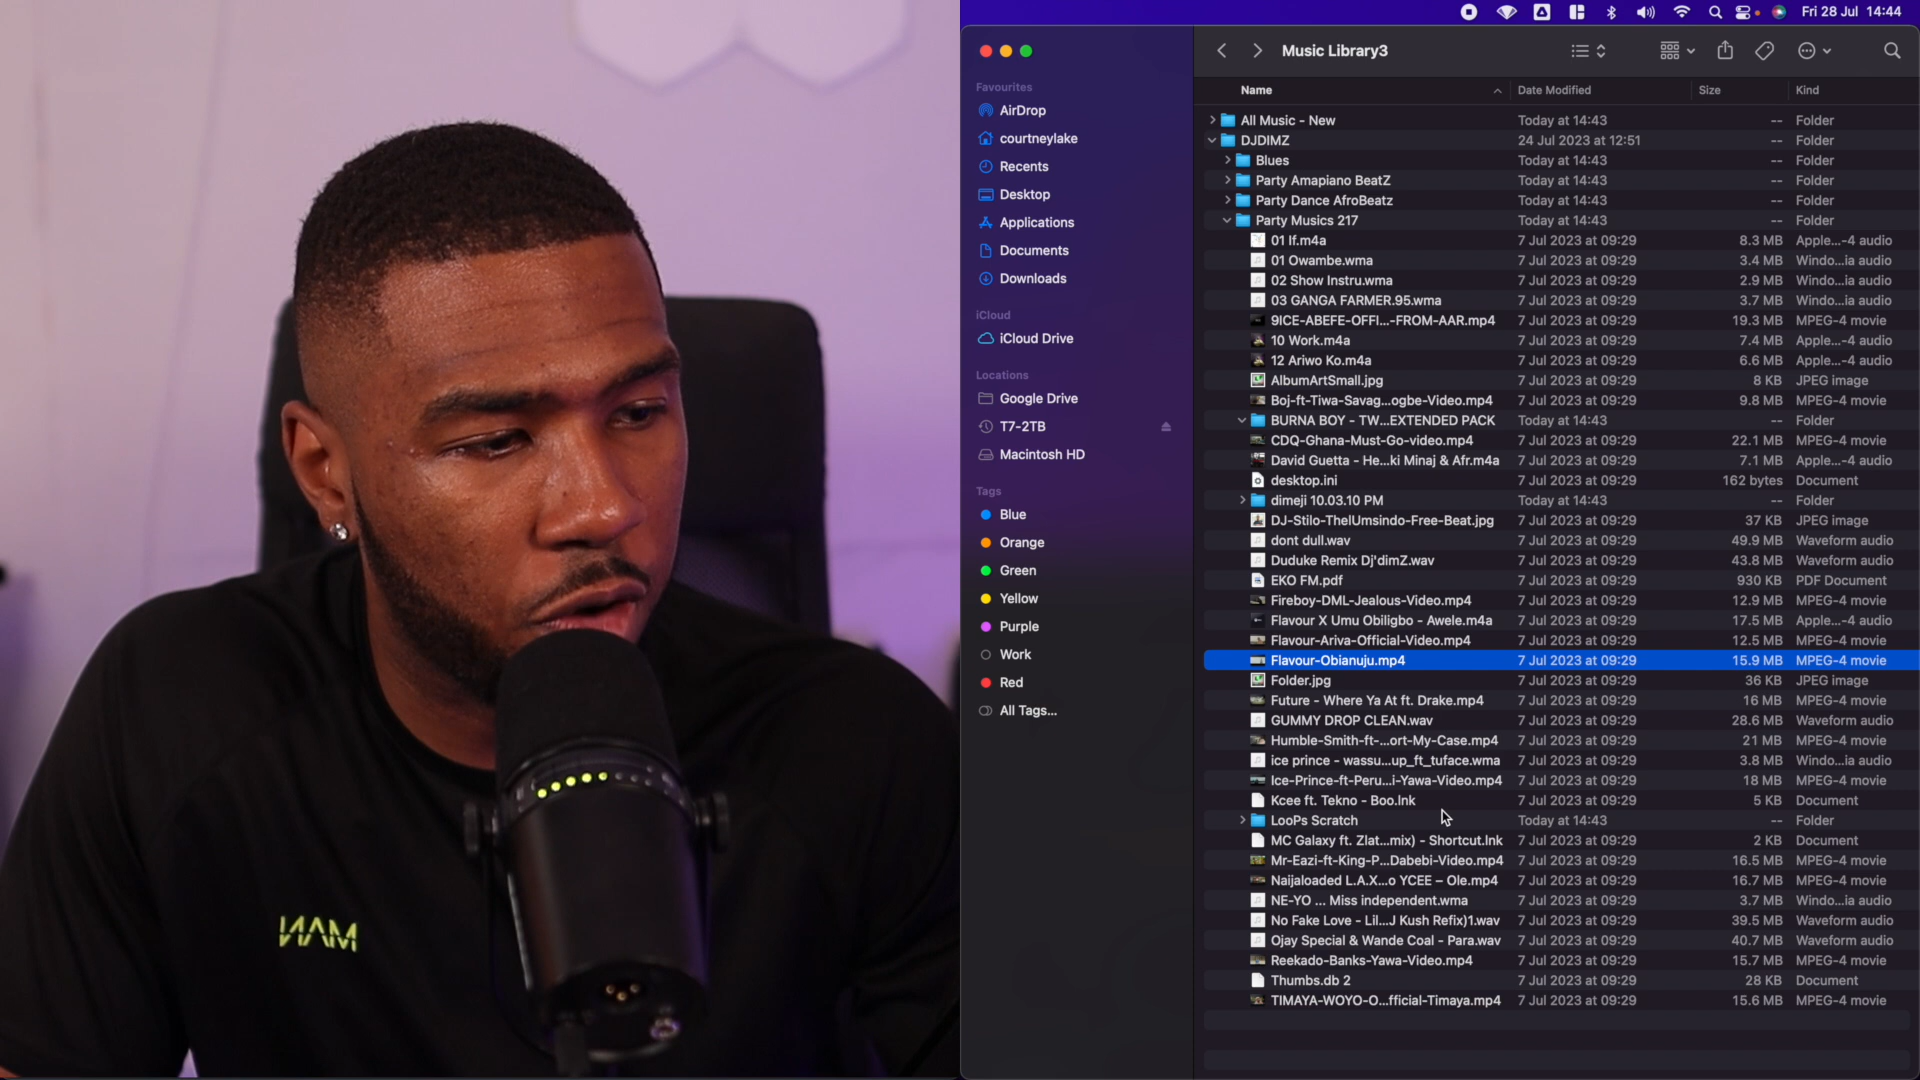 Fri 28 Jul 14:44
Music Library3
Favourites
AirDrop
courtneylake
Recents
Desktop
Applications
Documents
Downloads
iCloud
iCloud Drive
Locations
Google Drive
T7-2TB
Macintosh HD
Tags
Blue
Orange
Green
Yellow
Purple
Work
Red
All Tags...
Name Date Modified Size Kind
All Music - New Today at 14:43 -- Folder
DJDIMZ 24 Jul 2023 at 12:51 -- Folder
Blues Today at 14:43 -- Folder
Party Amapiano BeatZ Today at 14:43 -- Folder
Party Dance AfroBeatz Today at 14:43 -- Folder
Party Musics 217 Today at 14:43 -- Folder
01 If.m4a 7 Jul 2023 at 09:29 8.3 MB Apple...-4 audio
01 Owambe.wma 7 Jul 2023 at 09:29 3.4 MB Windo...ia audio
02 Show Instru.wma 7 Jul 2023 at 09:29 2.9 MB Windo...ia audio
03 GANGA FARMER.95.wma 7 Jul 2023 at 09:29 3.7 MB Windo...ia audio
9ICE-ABEFE-OFFI...-FROM-AAR.mp4 7 Jul 2023 at 09:29 19.3 MB MPEG-4 movie
10 Work.m4a 7 Jul 2023 at 09:29 7.4 MB Apple...-4 audio
12 Ariwo Ko.m4a 7 Jul 2023 at 09:29 6.6 MB Apple...-4 audio
AlbumArtSmall.jpg 7 Jul 2023 at 09:29 8 KB JPEG image
Boj-ft-Tiwa-Savag...ogbe-Video.mp4 7 Jul 2023 at 09:29 9.8 MB MPEG-4 movie
BURNA BOY - TW...EXTENDED PACK Today at 14:43 -- Folder
CDQ-Ghana-Must-Go-video.mp4 7 Jul 2023 at 09:29 22.1 MB MPEG-4 movie
David Guetta - He...ki Minaj & Afr.m4a 7 Jul 2023 at 09:29 7.1 MB Apple...-4 audio
desktop.ini 7 Jul 2023 at 09:29 162 bytes Document
dimeji 10.03.10 PM Today at 14:43 -- Folder
DJ-Stilo-ThelUmsindo-Free-Beat.jpg 7 Jul 2023 at 09:29 37 KB JPEG image
dont dull.wav 7 Jul 2023 at 09:29 49.9 MB Waveform audio
Duduke Remix Dj'dimZ.wav 7 Jul 2023 at 09:29 43.8 MB Waveform audio
EKO FM.pdf 7 Jul 2023 at 09:29 930 KB PDF Document
Fireboy-DML-Jealous-Video.mp4 7 Jul 2023 at 09:29 12.9 MB MPEG-4 movie
Flavour X Umu Obiligbo - Awele.m4a 7 Jul 2023 at 09:29 17.5 MB Apple...-4 audio
Flavour-Ariva-Official-Video.mp4 7 Jul 2023 at 09:29 12.5 MB MPEG-4 movie
Flavour-Obianuju.mp4 7 Jul 2023 at 09:29 15.9 MB MPEG-4 movie
Folder.jpg 7 Jul 2023 at 09:29 36 KB JPEG image
Future - Where Ya At ft. Drake.mp4 7 Jul 2023 at 09:29 16 MB MPEG-4 movie
GUMMY DROP CLEAN.wav 7 Jul 2023 at 09:29 28.6 MB Waveform audio
Humble-Smith-ft-...ort-My-Case.mp4 7 Jul 2023 at 09:29 21 MB MPEG-4 movie
ice prince - wassu...up_ft_tuface.wma 7 Jul 2023 at 09:29 3.8 MB Windo...ia audio
Ice-Prince-ft-Peru...i-Yawa-Video.mp4 7 Jul 2023 at 09:29 18 MB MPEG-4 movie
Kcee ft. Tekno - Boo.lnk 7 Jul 2023 at 09:29 5 KB Document
LooPs Scratch Today at 14:43 -- Folder
MC Galaxy ft. Zlat...mix) - Shortcut.lnk 7 Jul 2023 at 09:29 2 KB Document
Mr-Eazi-ft-King-P...Dabebi-Video.mp4 7 Jul 2023 at 09:29 16.5 MB MPEG-4 movie
Naijaloaded L.A.X...o YCEE – Ole.mp4 7 Jul 2023 at 09:29 16.7 MB MPEG-4 movie
NE-YO ... Miss independent.wma 7 Jul 2023 at 09:29 3.7 MB Windo...ia audio
No Fake Love - Lil...J Kush Refix)1.wav 7 Jul 2023 at 09:29 39.5 MB Waveform audio
Ojay Special & Wande Coal - Para.wav 7 Jul 2023 at 09:29 40.7 MB Waveform audio
Reekado-Banks-Yawa-Video.mp4 7 Jul 2023 at 09:29 15.7 MB MPEG-4 movie
Thumbs.db 2 7 Jul 2023 at 09:29 28 KB Document
TIMAYA-WOYO-O...fficial-Timaya.mp4 7 Jul 2023 at 09:29 15.6 MB MPEG-4 movie